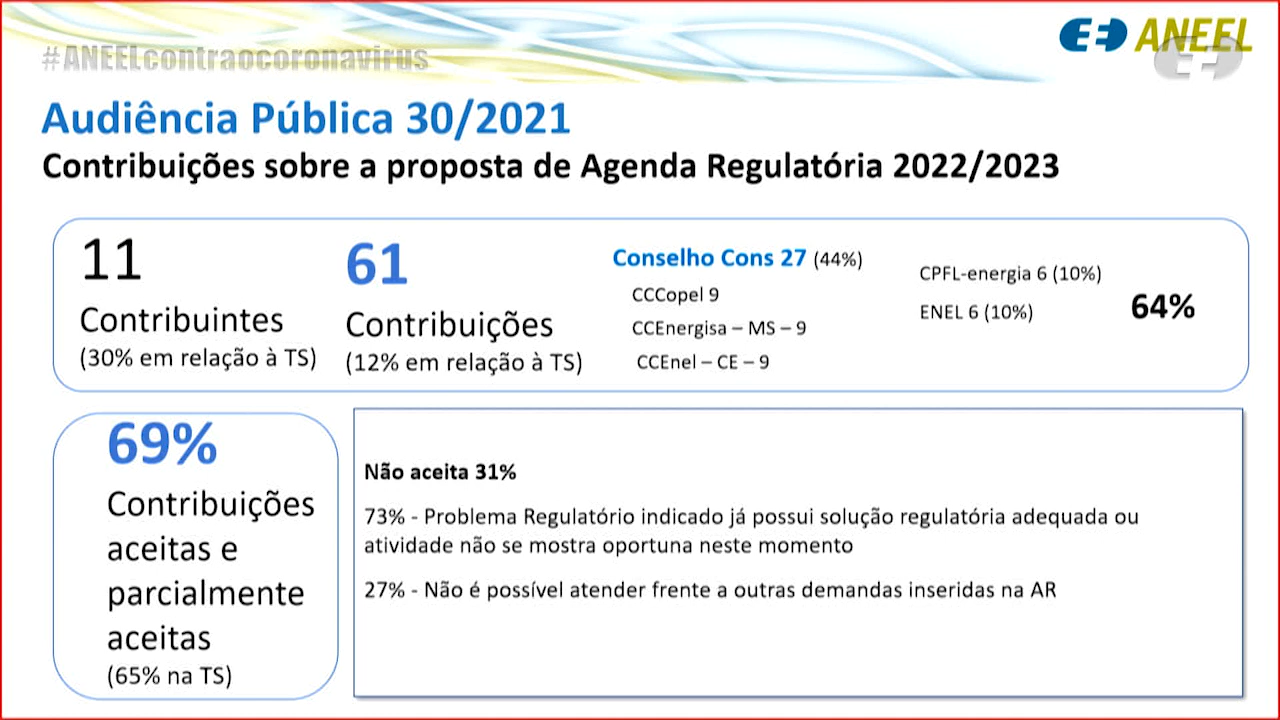 #ANEELcontraocoronavirus
ANEEL
Audiência Pública 30/2021
Contribuições sobre a proposta de Agenda Regulatória 2022/2023
11
Contribuintes
(30% em relação à TS)
61
Contribuições
(12% em relação à TS)
Conselho Cons 27 (44%)
CCCopel 9
CCEnergisa – MS – 9
CCEnel – CE – 9
CPFL-energia 6 (10%)
ENEL 6 (10%)
64%
69%
Contribuições
aceitas e
parcialmente
aceitas
(65% na TS)
Não aceita 31%
73% - Problema Regulatório indicado já possui solução regulatória adequada ou
atividade não se mostra oportuna neste momento
27% - Não é possível atender frente a outras demandas inseridas na AR